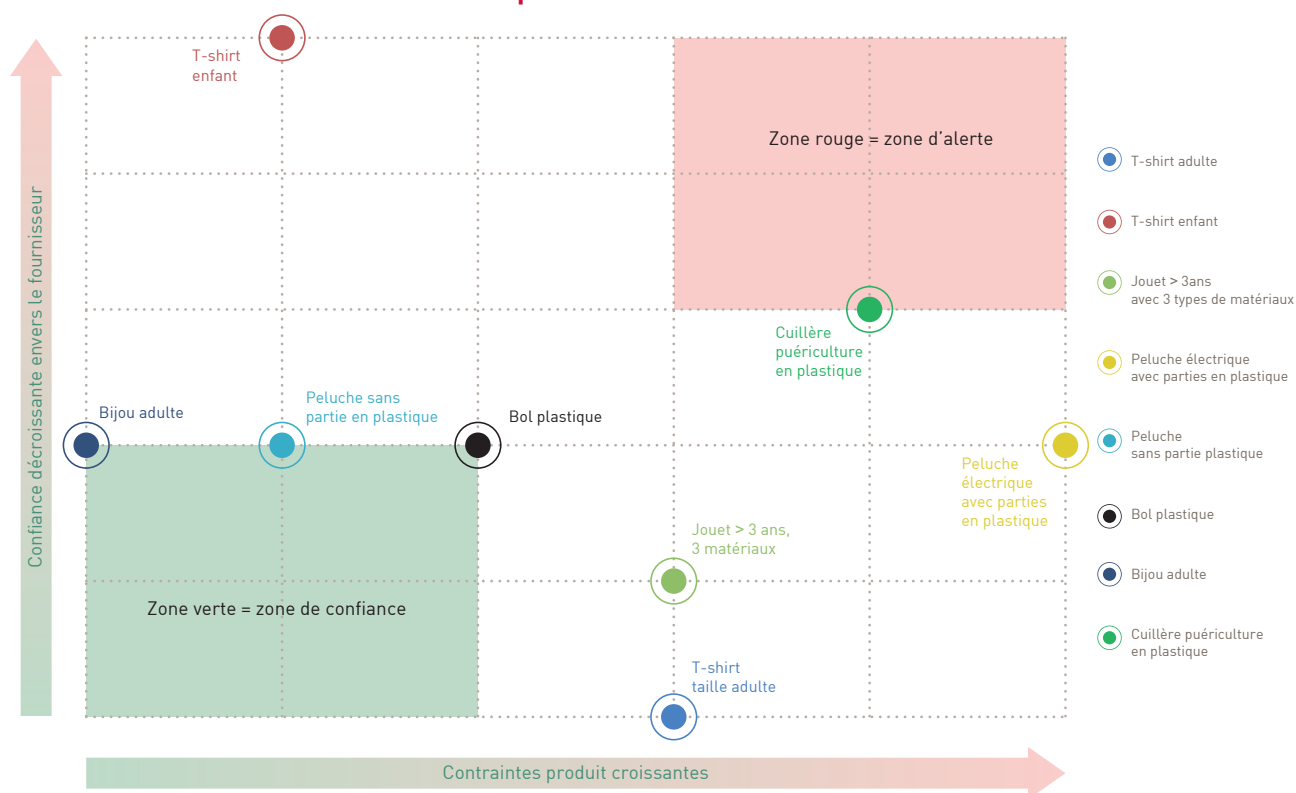 T-shirt
enfant
Zone rouge = zone d'alerte
Confiance décroissante envers le fournisseur
Cuillère
puériculture
en plastique
Bijou adulte
Peluche sans
partie en plastique
Bol plastique
Peluche
électrique
avec parties
en plastique
Jouet > 3 ans,
3 matériaux
Zone verte = zone de confiance
T-shirt
taille adulte
Contraintes produit croissantes
T-shirt adulte
T-shirt enfant
Jouet > 3ans
avec 3 types de matériaux
Peluche électrique
avec parties en plastique
Peluche
sans partie plastique
Bol plastique
Bijou adulte
Cuillère puériculture
en plastique